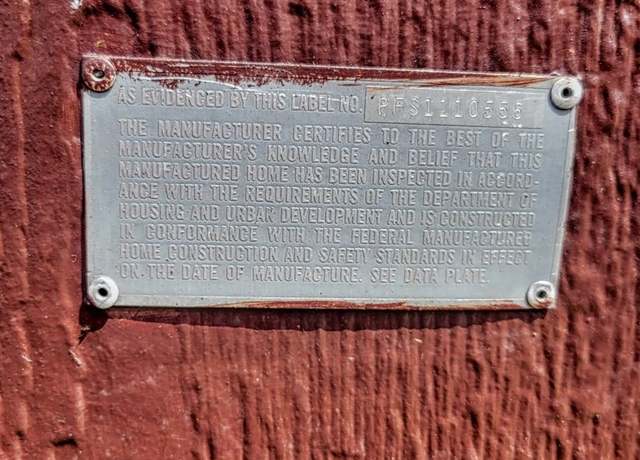 AS EVIDENCED BY THIS LABEL NO. PFS1110555
THE MANUFACTURER CERTIFIES TO THE BEST OF THE
MANUFACTURER'S KNOWLEDGE AND BELIEF THAT THIS
MANUFACTURED HOME HAS BEEN INSPECTED IN ACCORD-
ANCE WITH THE REQUIREMENTS OF THE DEPARTMENT OF
HOUSING AND URBAN DEVELOPMENT AND IS CONSTRUCTED
IN CONFORMANCE WITH THE FEDERAL MANUFACTURED
HOME CONSTRUCTION AND SAFETY STANDARDS IN EFFECT
ON THE DATE OF MANUFACTURE. SEE DATA PLATE.